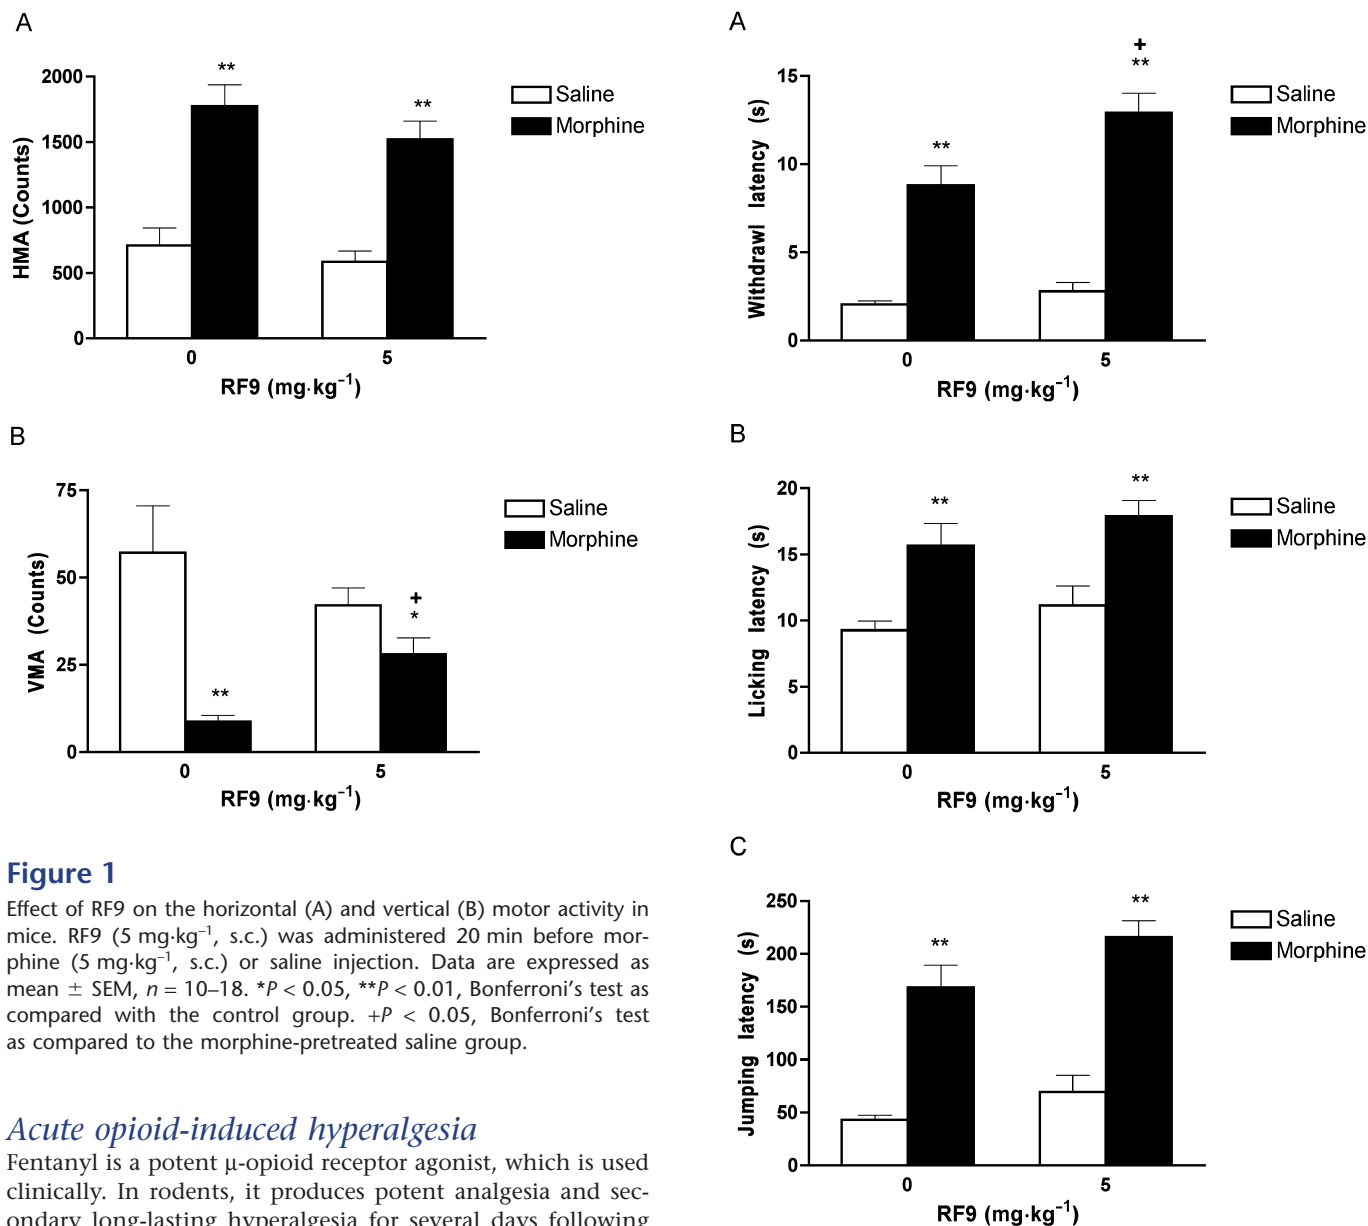 A
2000
1500
1000
500
0
HMA (Counts)
**
**
Saline
Morphine
0
5
RF9 (mg·kg⁻¹)
B
75
50
25
0
VMA (Counts)
**
+
*
Saline
Morphine
0
5
RF9 (mg·kg⁻¹)
Figure 1
Effect of RF9 on the horizontal (A) and vertical (B) motor activity in
mice. RF9 (5 mg·kg⁻¹, s.c.) was administered 20 min before mor-
phine (5 mg·kg⁻¹, s.c.) or saline injection. Data are expressed as
mean ± SEM, n = 10–18. *P < 0.05, **P < 0.01, Bonferroni's test as
compared with the control group. +P < 0.05, Bonferroni's test
as compared to the morphine-pretreated saline group.
Acute opioid-induced hyperalgesia
Fentanyl is a potent μ-opioid receptor agonist, which is used
clinically. In rodents, it produces potent analgesia and sec-
ondary long-lasting hyperalgesia for several days following
A
15
10
5
0
Withdrawl latency (s)
**
+
**
Saline
Morphine
0
5
RF9 (mg·kg⁻¹)
B
20
15
10
5
0
Licking latency (s)
**
**
Saline
Morphine
0
5
RF9 (mg·kg⁻¹)
C
250
200
150
100
50
0
Jumping latency (s)
**
**
Saline
Morphine
0
5
RF9 (mg·kg⁻¹)